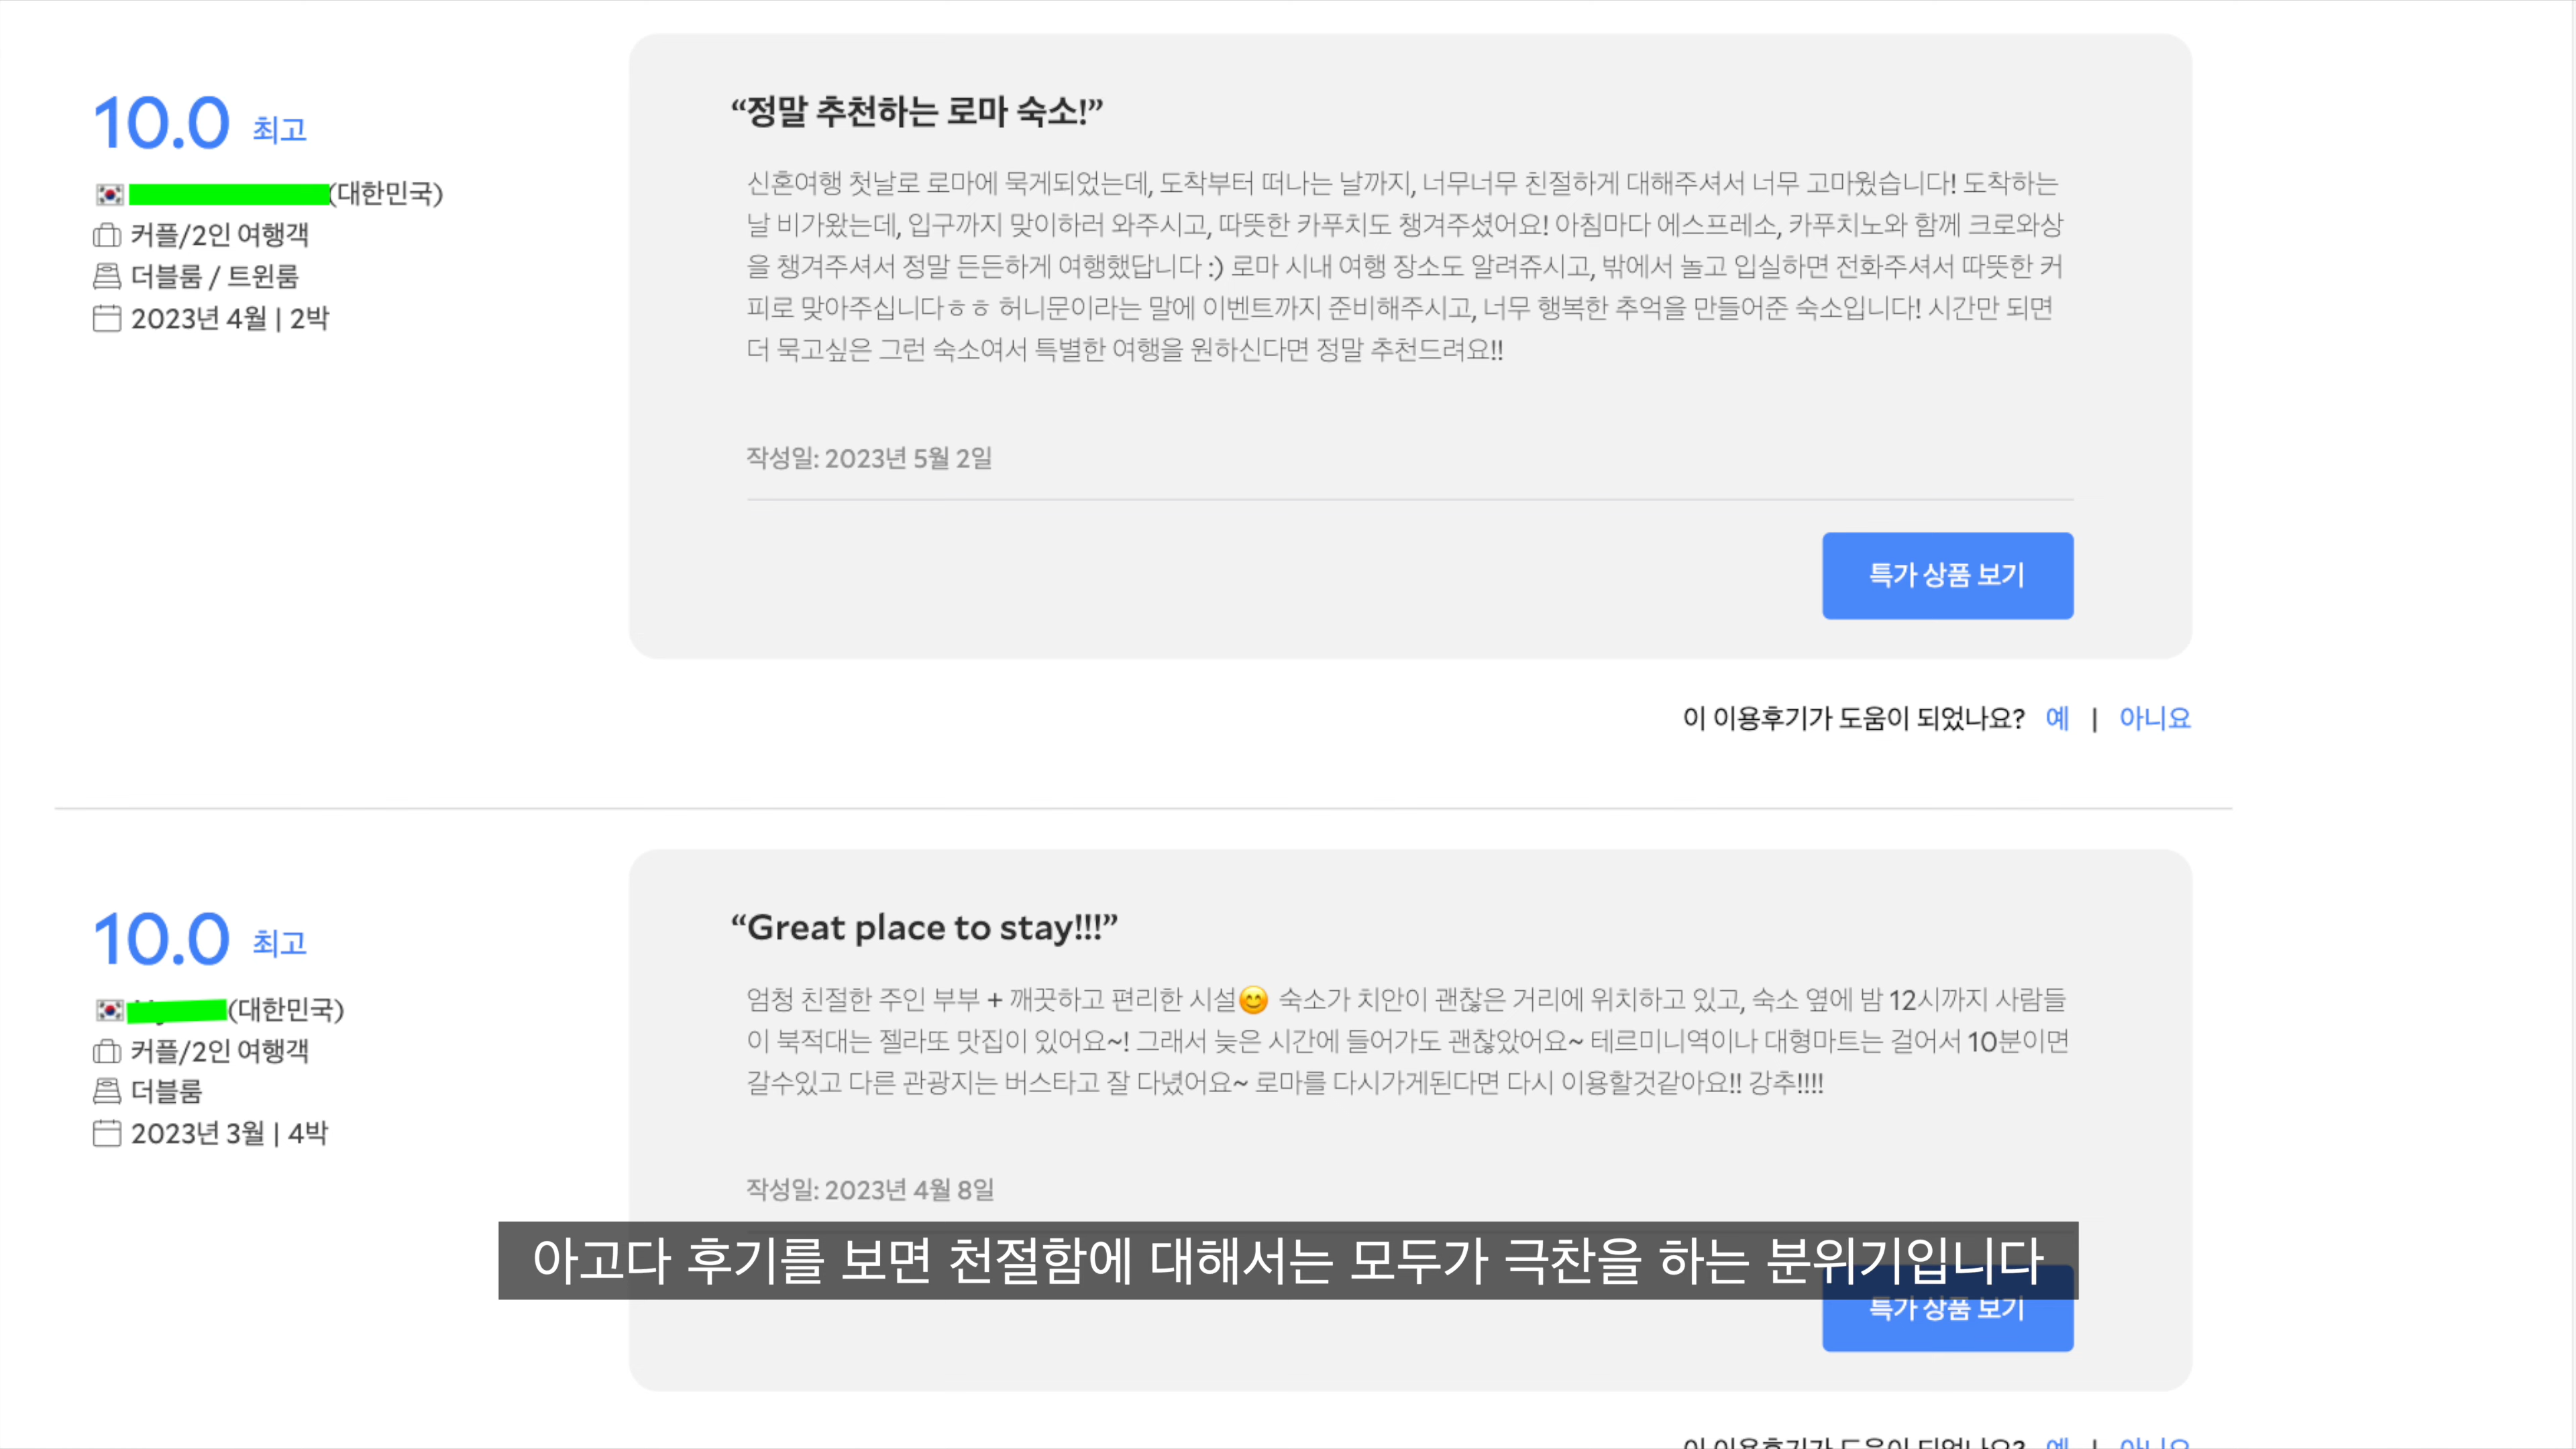 10.0 최고
(대한민국)
커플/2인 여행객
더블룸 / 트윈룸
2023년 4월 | 2박
“정말 추천하는 로마 숙소!”
신혼여행 첫날로 로마에 묵게되었는데, 도착부터 떠나는 날까지, 너무너무 친절하게 대해주셔서 너무 고마웠습니다! 도착하는
날 비가왔는데, 입구까지 맞이하러 와주시고, 따뜻한 카푸치도 챙겨주셨어요! 아침마다 에스프레소, 카푸치노와 함께 크로와상
을 챙겨주셔서 정말 든든하게 여행했답니다 :) 로마 시내 여행 장소도 알려쥬시고, 밖에서 놀고 입실하면 전화주셔서 따뜻한 커
피로 맞아주십니다ㅎㅎ 허니문이라는 말에 이벤트까지 준비해주시고, 너무 행복한 추억을 만들어준 숙소입니다! 시간만 되면
더 묵고싶은 그런 숙소여서 특별한 여행을 원하신다면 정말 추천드려요!!
작성일: 2023년 5월 2일
특가 상품 보기
이 이용후기가 도움이 되었나요? 예 | 아니요
10.0 최고
(대한민국)
커플/2인 여행객
더블룸
2023년 3월 | 4박
“Great place to stay!!!”
엄청 친절한 주인 부부 + 깨끗하고 편리한 시설😊 숙소가 치안이 괜찮은 거리에 위치하고 있고, 숙소 옆에 밤 12시까지 사람들
이 북적대는 젤라또 맛집이 있어요~! 그래서 늦은 시간에 들어가도 괜찮았어요~ 테르미니역이나 대형마트는 걸어서 10분이면
갈수있고 다른 관광지는 버스타고 잘 다녔어요~ 로마를 다시가게된다면 다시 이용할것같아요!! 강추!!!!
작성일: 2023년 4월 8일
아고다 후기를 보면 천절함에 대해서는 모두가 극찬을 하는 분위기입니다
특가 상품 보기
이 이용후기가 도움이 되었나요? 예 | 아니요